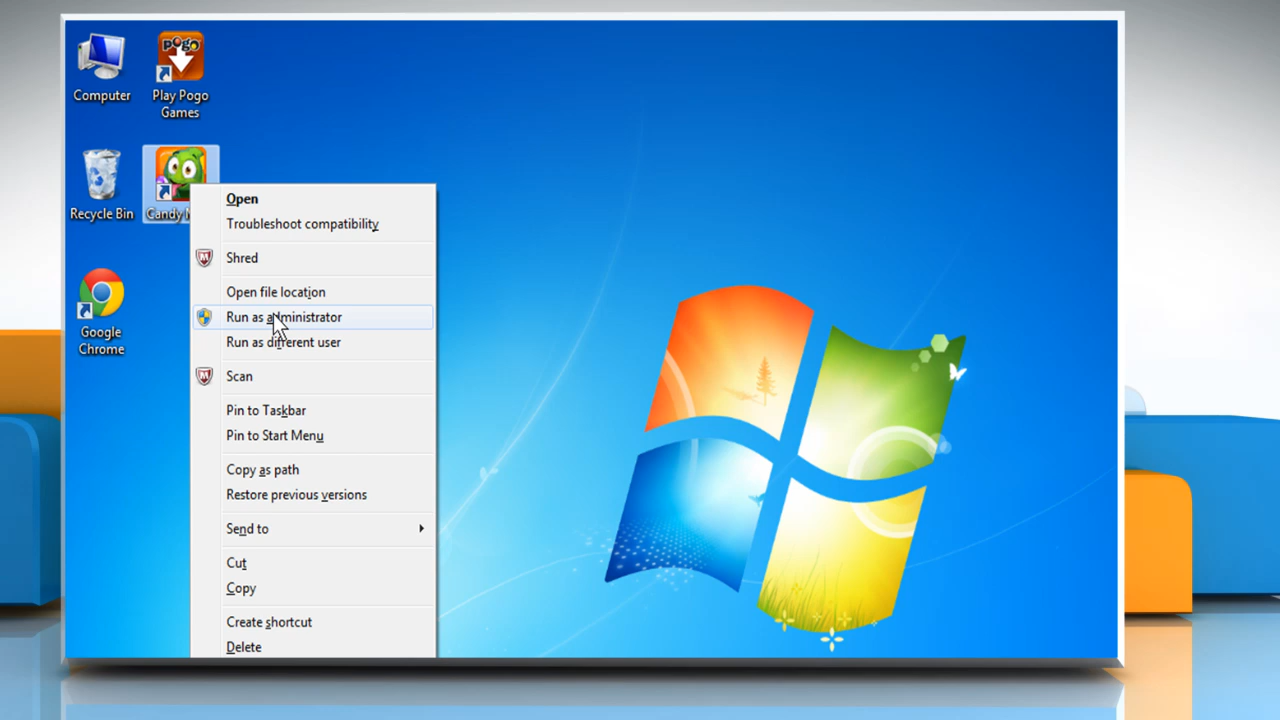 Computer
pogo
Play Pogo
Games
Recycle Bin
Candy
Google
Chrome
Open
Troubleshoot compatibility
Shred
Open file location
Run as administrator
Run as different user
Scan
Pin to Taskbar
Pin to Start Menu
Copy as path
Restore previous versions
Send to
Cut
Copy
Create shortcut
Delete